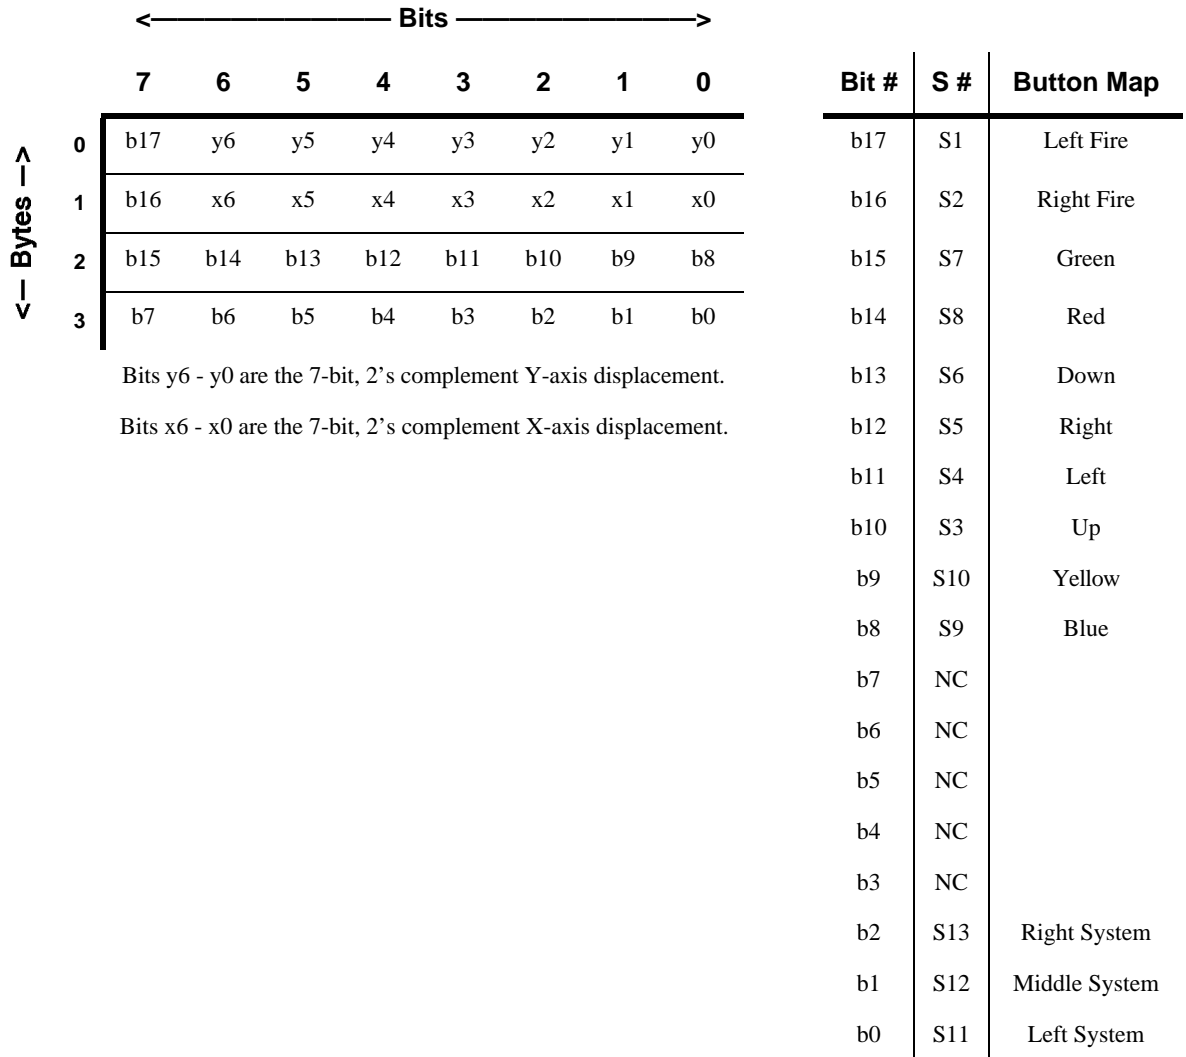 <—————————— Bits ——————————>
7 6 5 4 3 2 1 0
<— Bytes —>
0 b17 y6 y5 y4 y3 y2 y1 y0
1 b16 x6 x5 x4 x3 x2 x1 x0
2 b15 b14 b13 b12 b11 b10 b9 b8
3 b7 b6 b5 b4 b3 b2 b1 b0
Bits y6 - y0 are the 7-bit, 2’s complement Y-axis displacement.
Bits x6 - x0 are the 7-bit, 2’s complement X-axis displacement.
Bit # S # Button Map
b17 S1 Left Fire
b16 S2 Right Fire
b15 S7 Green
b14 S8 Red
b13 S6 Down
b12 S5 Right
b11 S4 Left
b10 S3 Up
b9 S10 Yellow
b8 S9 Blue
b7 NC
b6 NC
b5 NC
b4 NC
b3 NC
b2 S13 Right System
b1 S12 Middle System
b0 S11 Left System